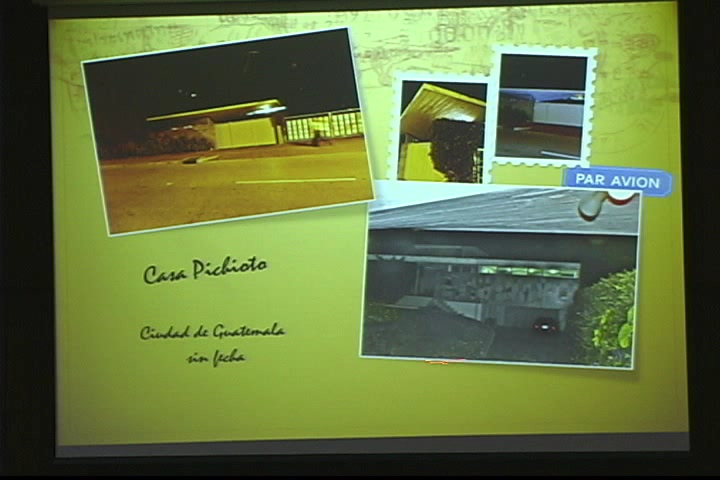 PAR AVION
Casa Pichioto
Ciudad de Guatemala
sin fecha